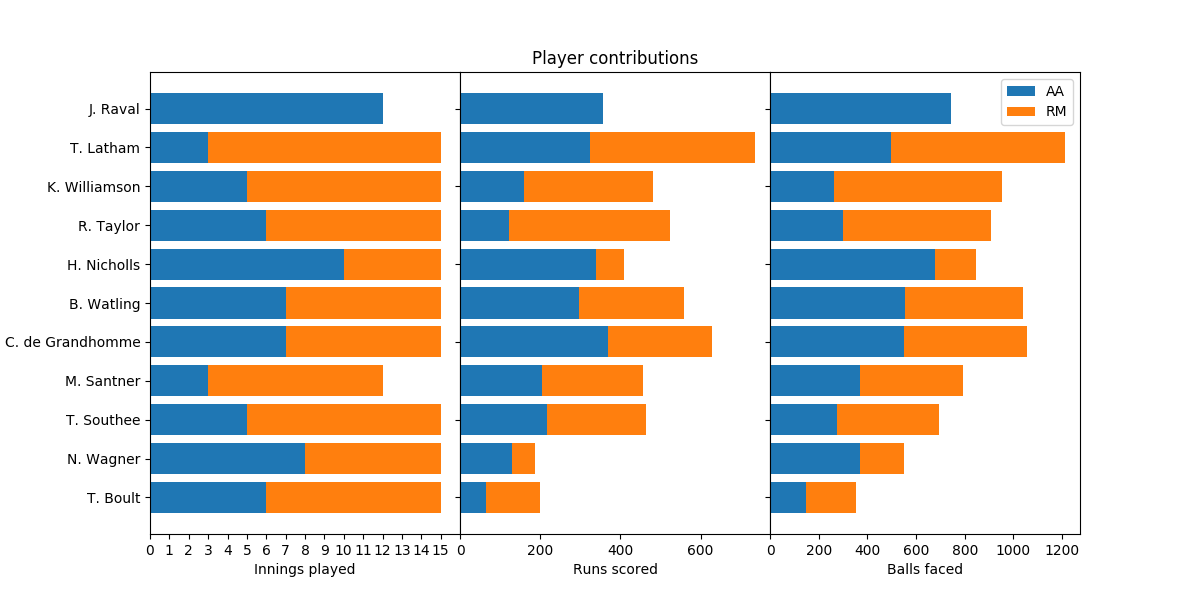 Player contributions
AA
RM
J. Raval
T. Latham
K. Williamson
R. Taylor
H. Nicholls
B. Watling
C. de Grandhomme
M. Santner
T. Southee
N. Wagner
T. Boult
0 1 2 3 4 5 6 7 8 9 10 11 12 13 14 15
Innings played
0 200 400 600
Runs scored
0 200 400 600 800 1000 1200
Balls faced